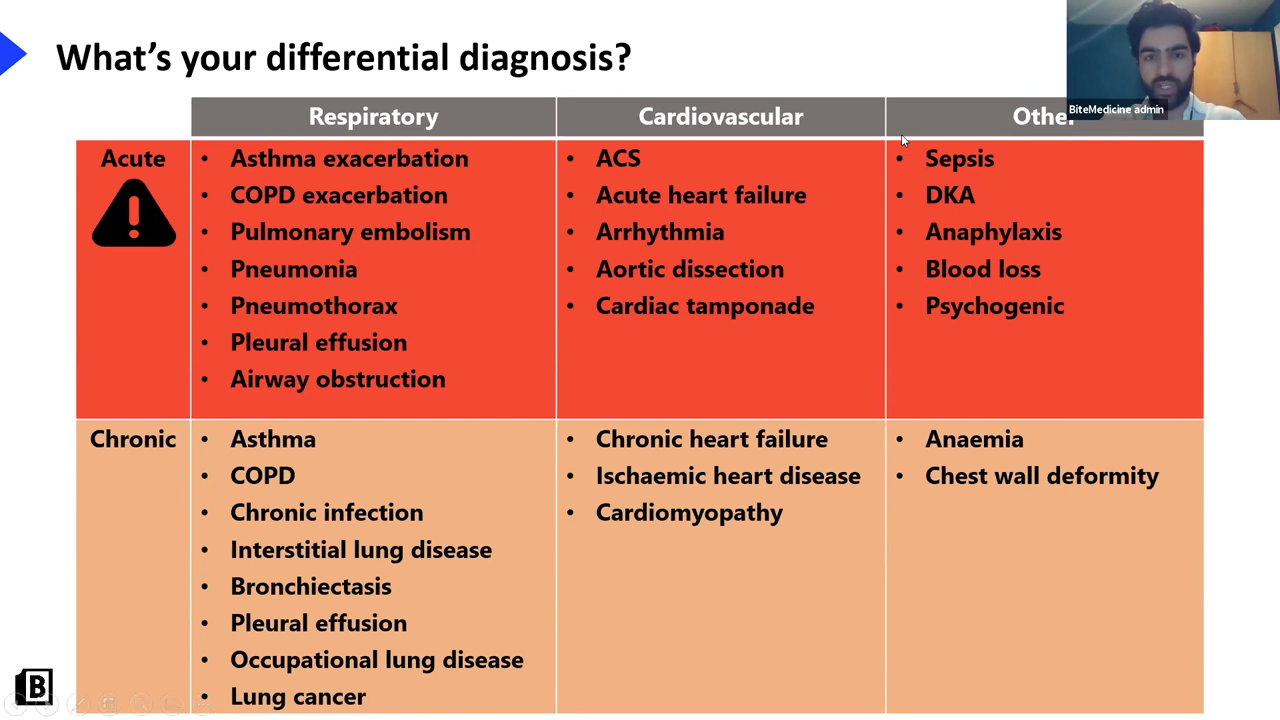 What's your differential diagnosis?
BiteMedicine admin
Respiratory
Cardiovascular
Other
Acute
• Asthma exacerbation
• COPD exacerbation
• Pulmonary embolism
• Pneumonia
• Pneumothorax
• Pleural effusion
• Airway obstruction
• ACS
• Acute heart failure
• Arrhythmia
• Aortic dissection
• Cardiac tamponade
• Sepsis
• DKA
• Anaphylaxis
• Blood loss
• Psychogenic
Chronic
• Asthma
• COPD
• Chronic infection
• Interstitial lung disease
• Bronchiectasis
• Pleural effusion
• Occupational lung disease
• Lung cancer
• Chronic heart failure
• Ischaemic heart disease
• Cardiomyopathy
• Anaemia
• Chest wall deformity
B